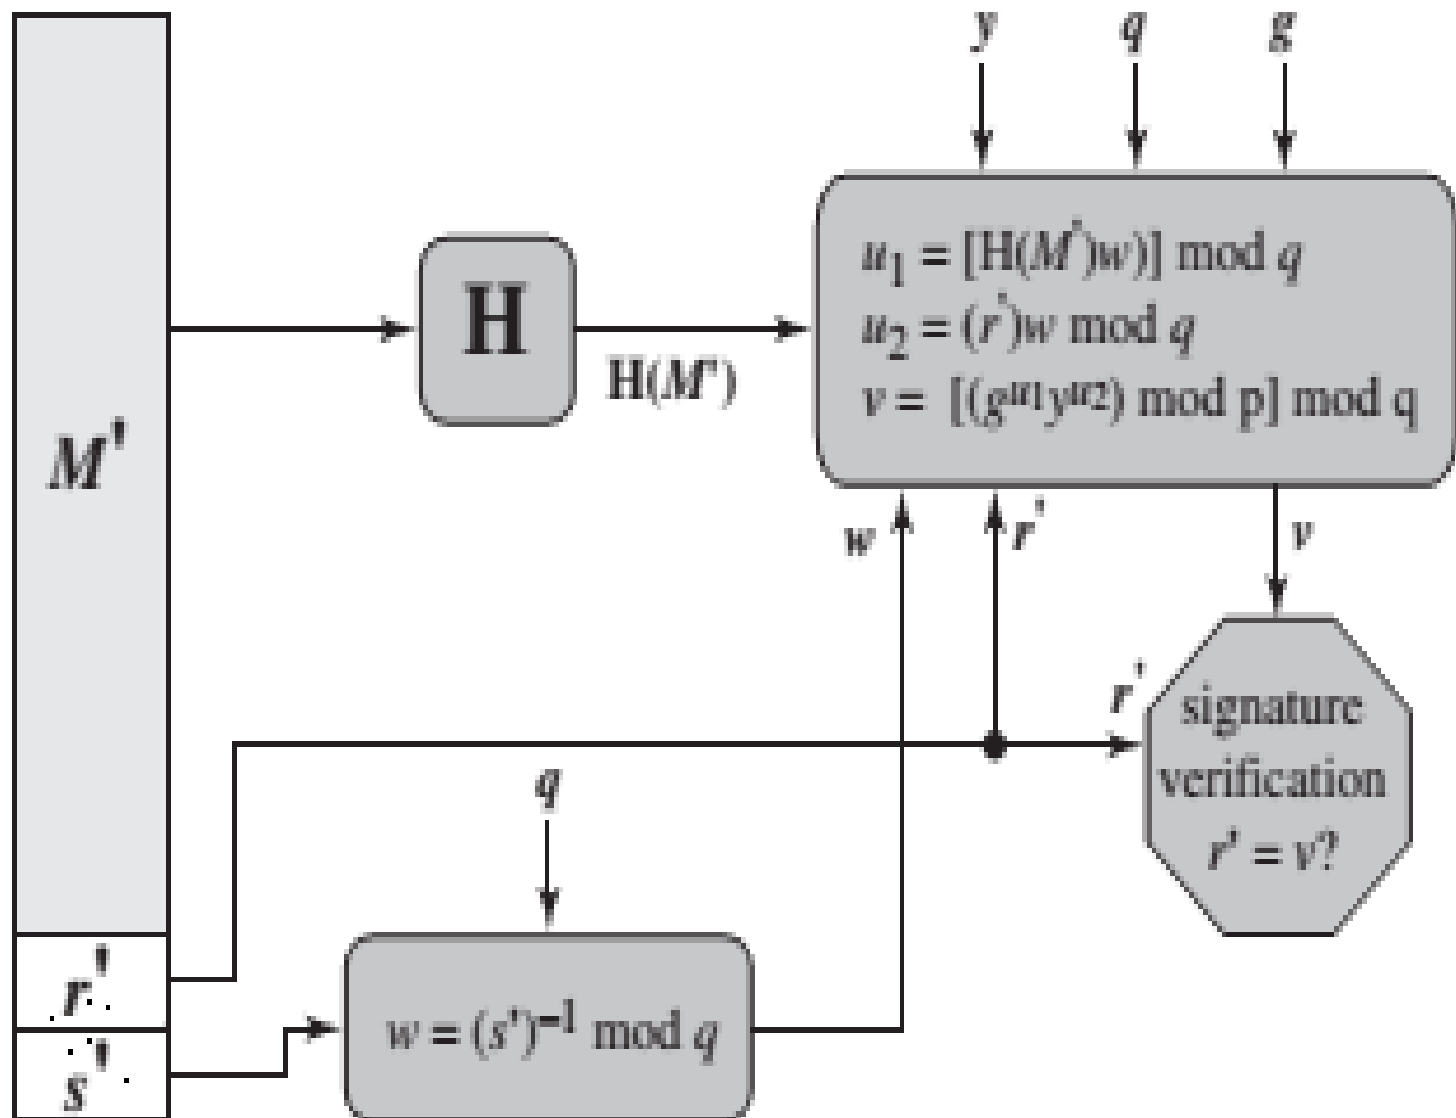 y q g
u1 = [H(M')w)] mod q
u2 = (r')w mod q
v = [(g^u1 y^u2) mod p] mod q
H
H(M')
M'
w r' v
r'
signature
verification
r' = v?
q
r'
w = (s')^-1 mod q
s'